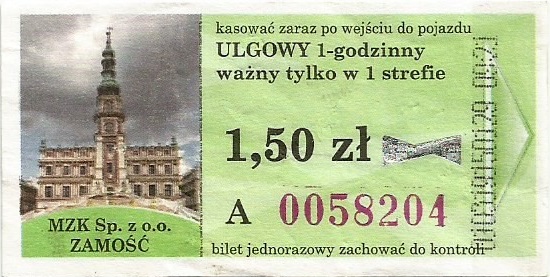 kasować zaraz po wejściu do pojazdu
ULGOWY 1-godzinny
ważny tylko w 1 strefie
1,50 zł
A 0058204
MZK Sp. z o.o.
ZAMOŚĆ
bilet jednorazowy zachować do kontroli